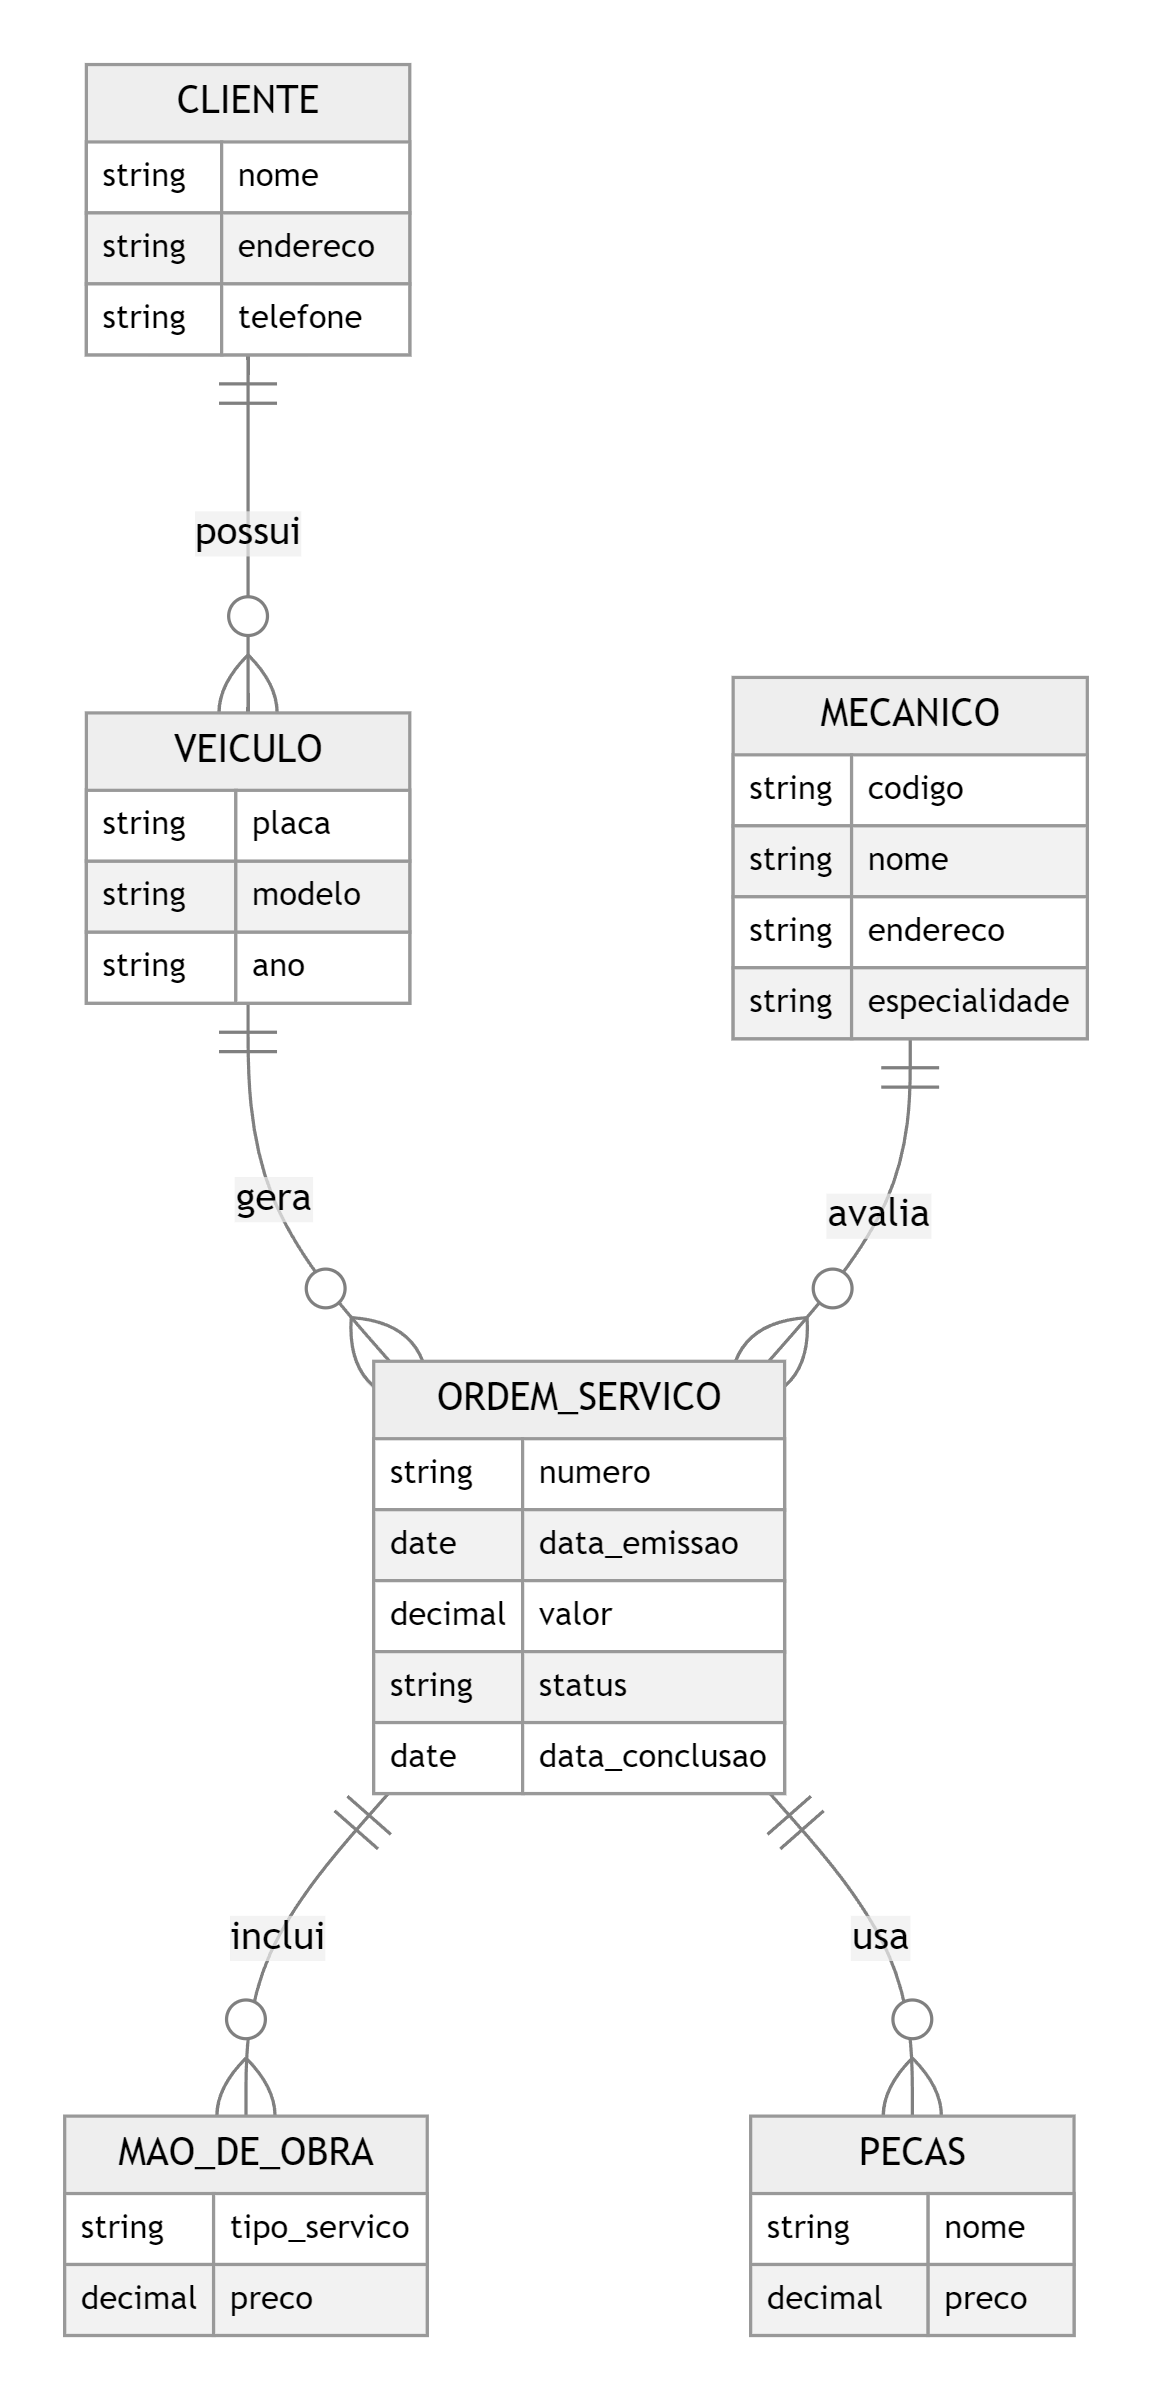 CLIENTE
string nome
string endereco
string telefone
possui
VEICULO
string placa
string modelo
string ano
MECANICO
string codigo
string nome
string endereco
string especialidade
gera
avalia
ORDEM_SERVICO
string numero
date data_emissao
decimal valor
string status
date data_conclusao
inclui
usa
MAO_DE_OBRA
string tipo_servico
decimal preco
PECAS
string nome
decimal preco